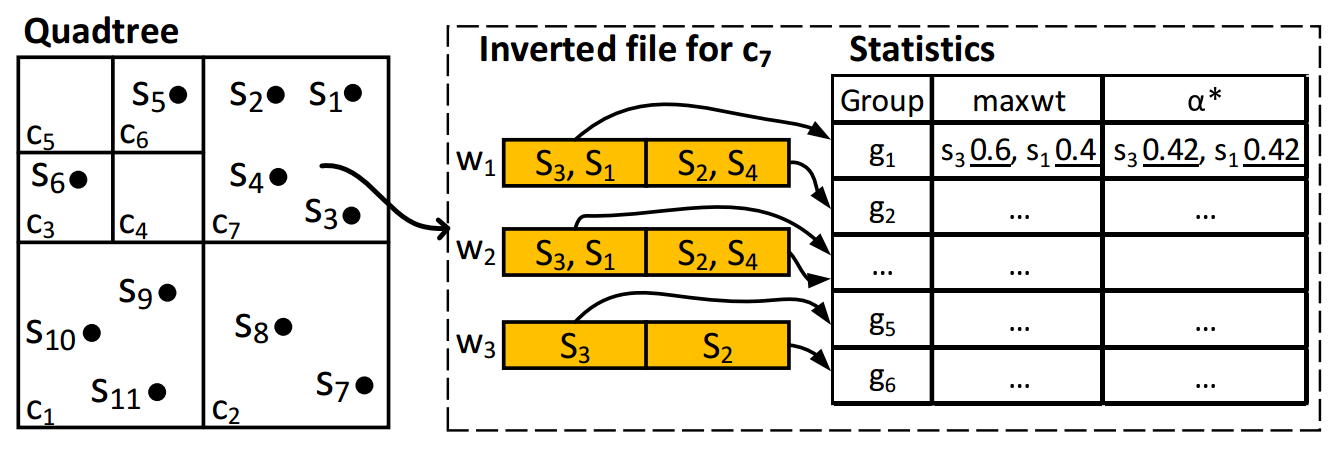 Quadtree
S5
S2 S1
c5 c6
S6 S4
S3
c3 c4 c7
S9
S10 S8
S11 S7
c1 c2
Inverted file for c7
w1 S3, S1 S2, S4
w2 S3, S1 S2, S4
w3 S3 S2
Statistics
Group maxwt α*
g1 s3 0.6, s1 0.4 s3 0.42, s1 0.42
g2 ... ...
... ...
g5 ... ...
g6 ... ...